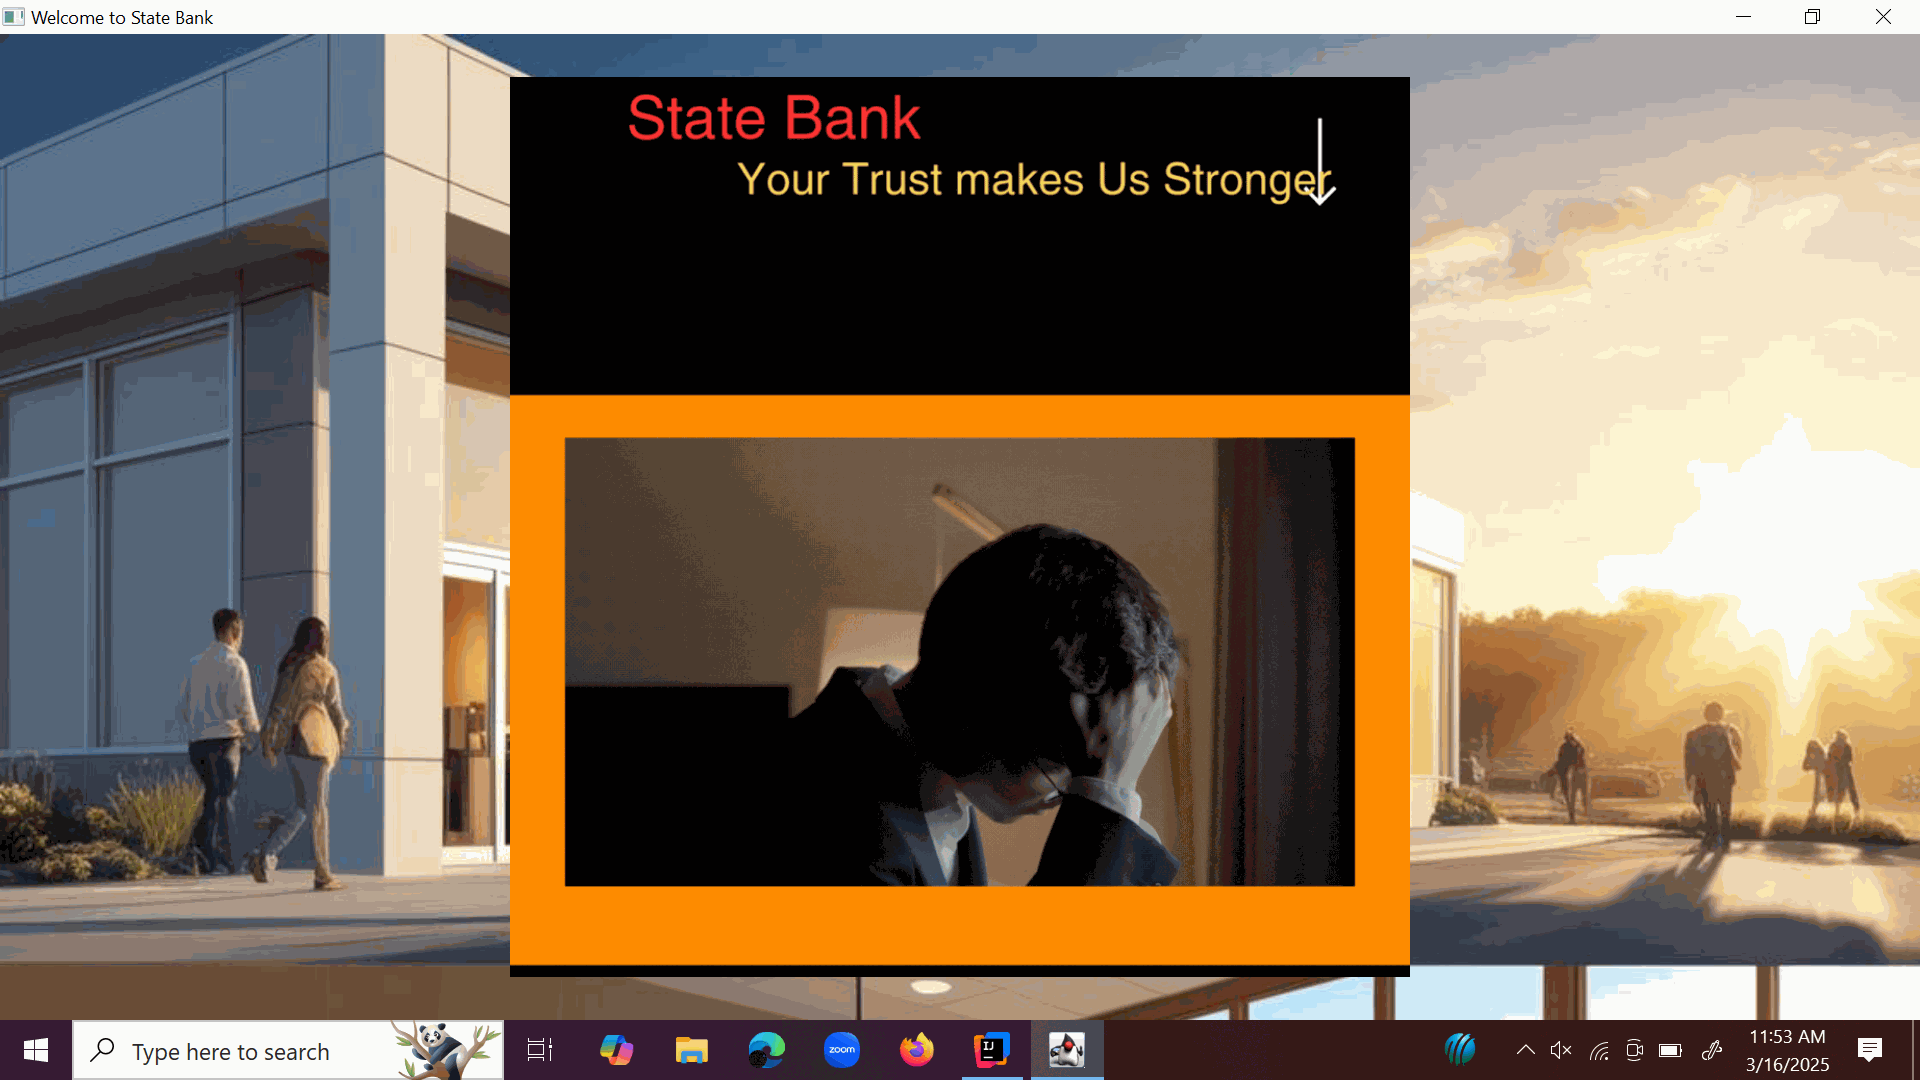 Welcome to State Bank
State Bank
Your Trust makes Us Stronger
Type here to search
zoom
IJ
11:53 AM
3/16/2025